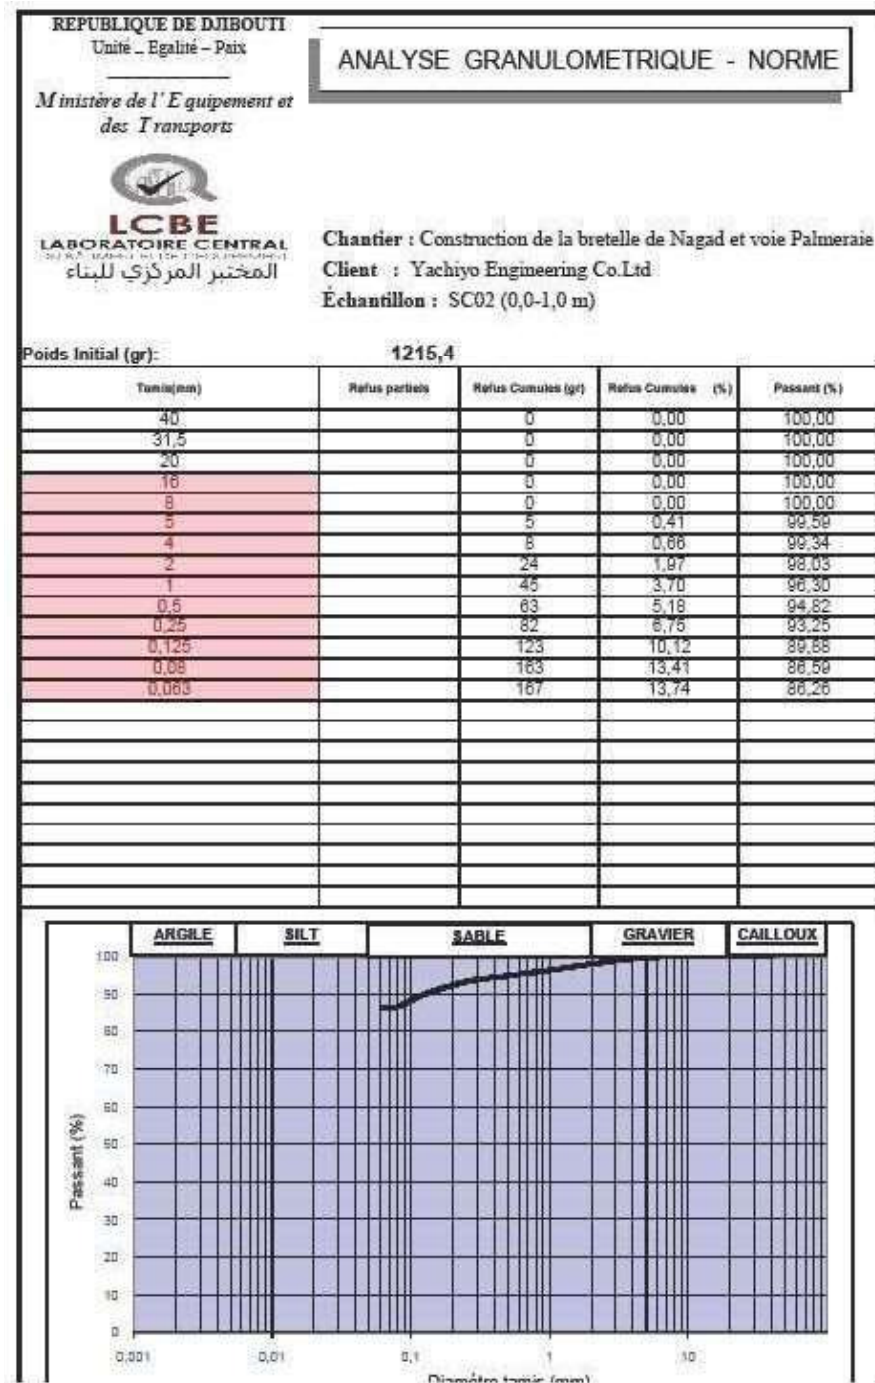 REPUBLIQUE DE DJIBOUTI
Unité _ Egalité – Paix
Ministère de l'Equipement et
des Transports
LCBE
LABORATOIRE CENTRAL
المختبر المركزي للبناء
ANALYSE GRANULOMETRIQUE - NORME
Chantier : Construction de la bretelle de Nagad et voie Palmeraie
Client : Yachiyo Engineering Co.Ltd
Échantillon : SC02 (0,0-1,0 m)
Poids Initial (gr): 1215,4
Tamis(mm) Refus partiels Refus Cumules (gr) Refus Cumules (%) Passant (%)
40 0 0,00 100,00
31,5 0 0,00 100,00
20 0 0,00 100,00
16 0 0,00 100,00
8 0 0,00 100,00
5 5 0,41 99,59
4 8 0,66 99,34
2 24 1,97 98,03
1 45 3,70 96,30
0,5 63 5,18 94,82
0,25 82 6,75 93,25
0,125 123 10,12 89,88
0,08 163 13,41 86,59
0,063 167 13,74 86,26
ARGILE SILT SABLE GRAVIER CAILLOUX
100
90
80
70
60
50
40
30
20
10
0
Passant (%)
0,001 0,01 0,1 1 10
Diamètre tamis (mm)